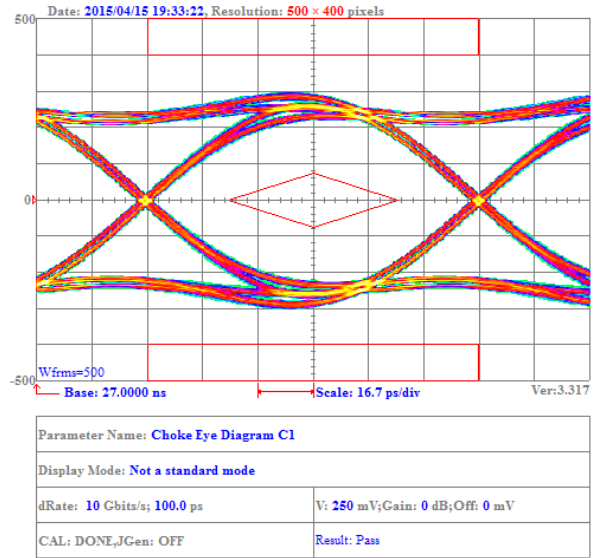 Date: 2015/04/15 19:33:22, Resolution: 500 × 400 pixels
500
0
-500
Wfrms=500
Base: 27.0000 ns
Scale: 16.7 ps/div
Ver:3.317
Parameter Name: Choke Eye Diagram C1
Display Mode: Not a standard mode
dRate: 10 Gbits/s; 100.0 ps
V: 250 mV;Gain: 0 dB;Off: 0 mV
CAL: DONE,JGen: OFF
Result: Pass